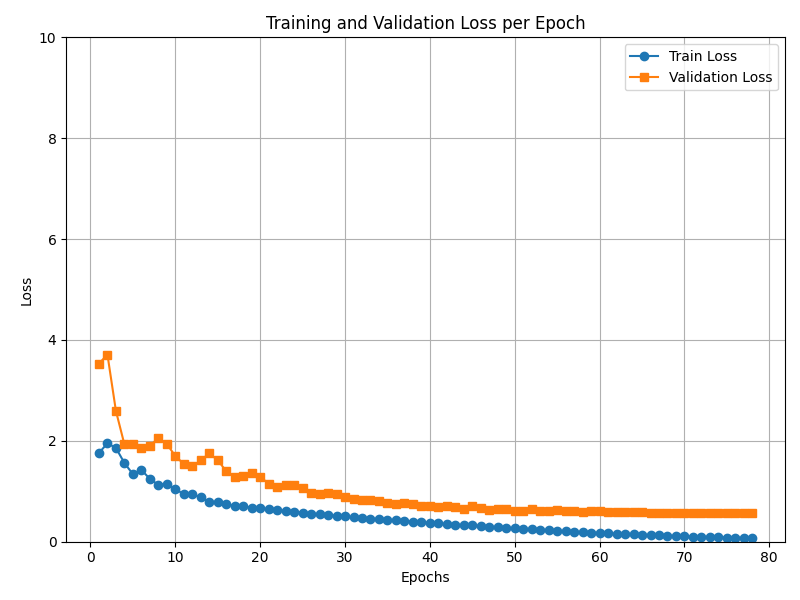 Training and Validation Loss per Epoch
10
Train Loss
Validation Loss
8
6
4
2
0
Loss
0 10 20 30 40 50 60 70 80
Epochs